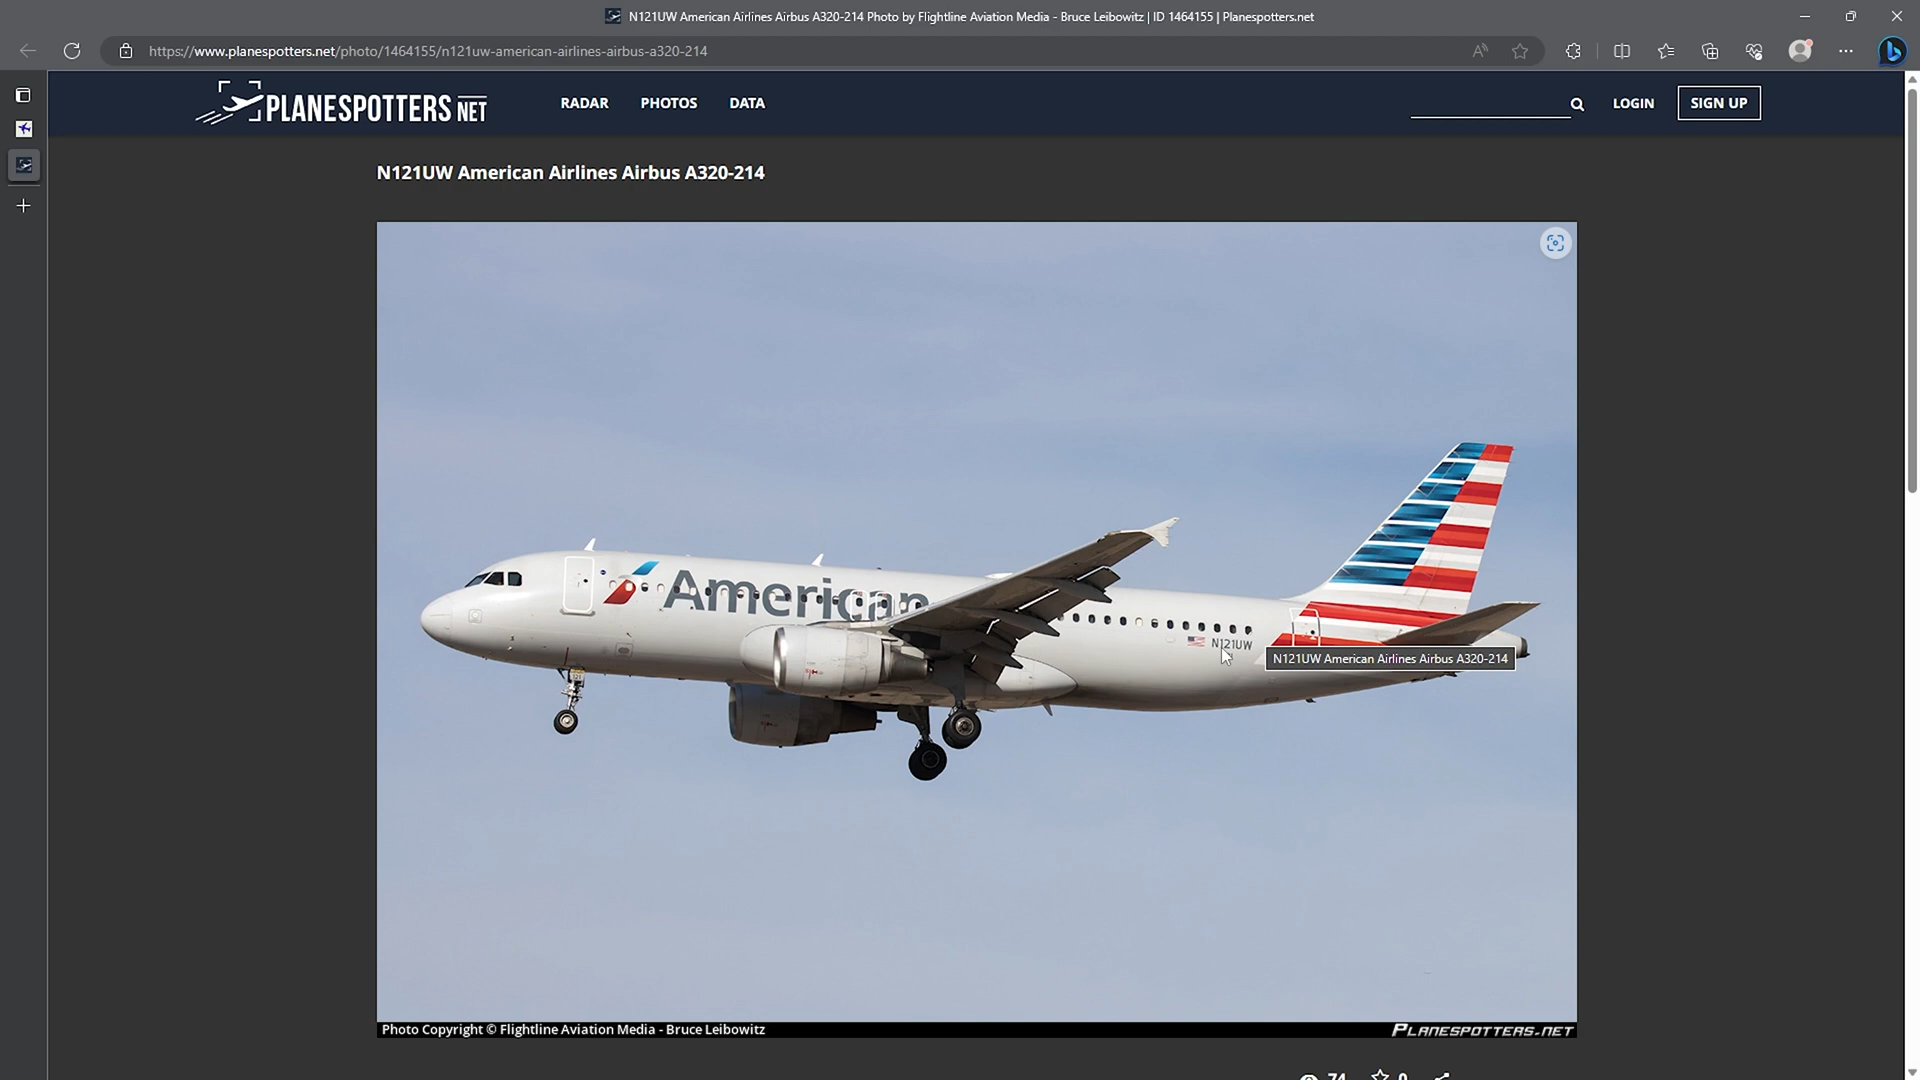 N121UW American Airlines Airbus A320-214 Photo by Flightline Aviation Media - Bruce Leibowitz | ID 1464155 | Planespotters.net
https://www.planespotters.net/photo/1464155/n121uw-american-airlines-airbus-a320-214
PLANESPOTTERS NET RADAR PHOTOS DATA LOGIN SIGN UP
N121UW American Airlines Airbus A320-214
American
N121UW
N121UW American Airlines Airbus A320-214
Photo Copyright © Flightline Aviation Media - Bruce Leibowitz PLANESPOTTERS.NET
74 0